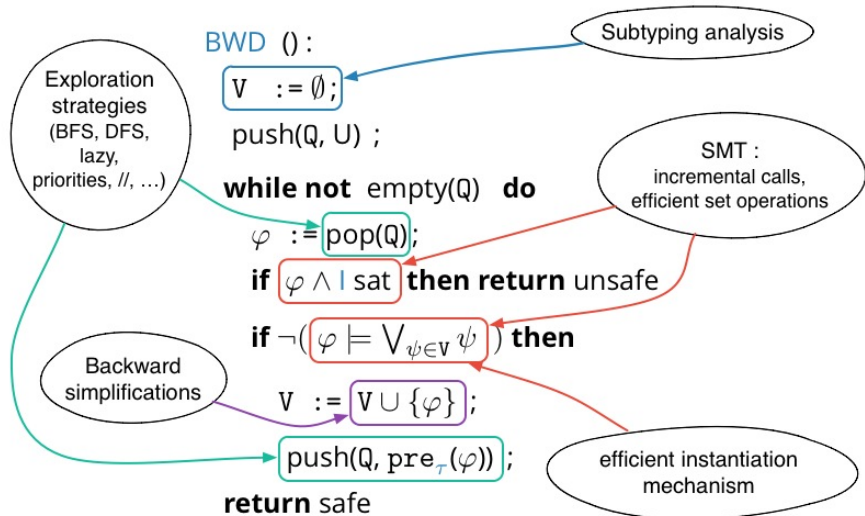 BWD ():
V := ∅;
push(Q, U) ;
while not empty(Q) do
φ := pop(Q);
if φ ∧ I sat then return unsafe
if ¬( φ ⊨ ⋁ψ∈V ψ ) then
V := V ∪ {φ} ;
push(Q, preτ(φ)) ;
return safe
Exploration
strategies
(BFS, DFS,
lazy,
priorities, //, ...)
Backward
simplifications
Subtyping analysis
SMT :
incremental calls,
efficient set operations
efficient instantiation
mechanism